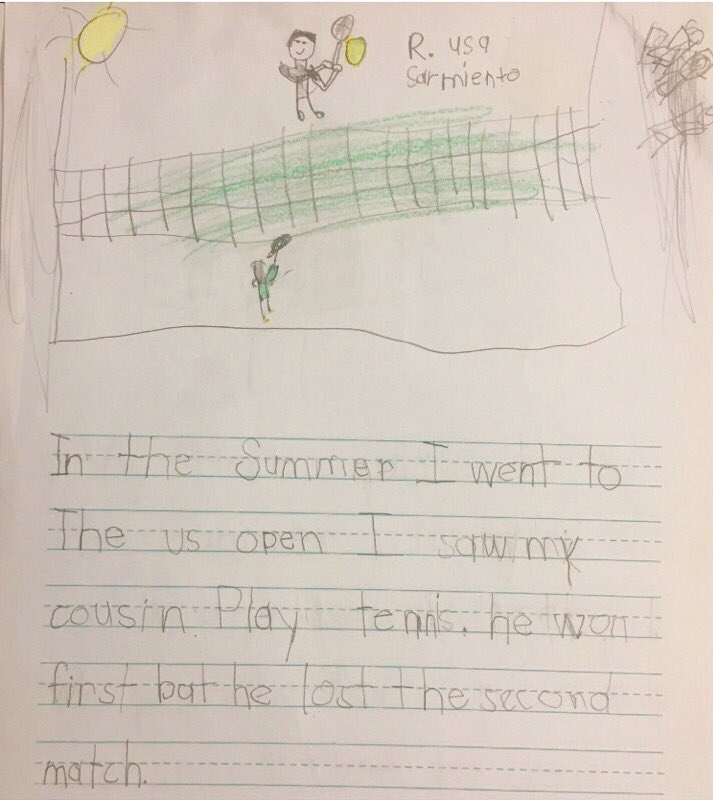 R. usa
Sarmiento
In the Summer I went to
The us open I saw my
cousin Play tennis. he won
first bat he lost the second
match.